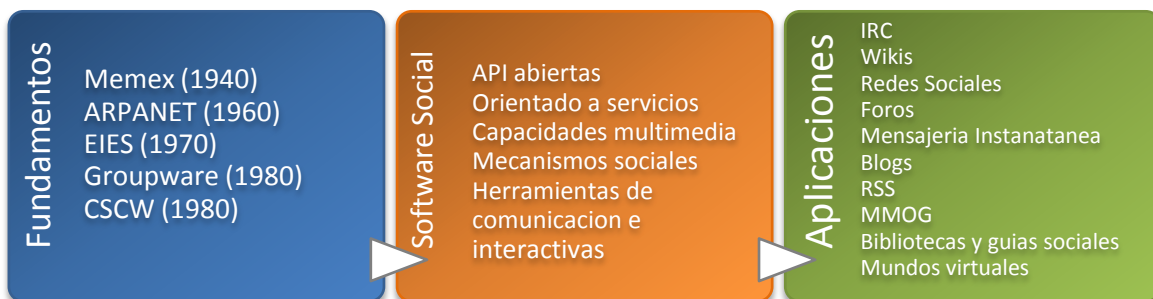 Fundamentos
Memex (1940)
ARPANET (1960)
EIES (1970)
Groupware (1980)
CSCW (1980)
Software Social
API abiertas
Orientado a servicios
Capacidades multimedia
Mecanismos sociales
Herramientas de
comunicacion e
interactivas
Aplicaciones
IRC
Wikis
Redes Sociales
Foros
Mensajeria Instanatanea
Blogs
RSS
MMOG
Bibliotecas y guias sociales
Mundos virtuales